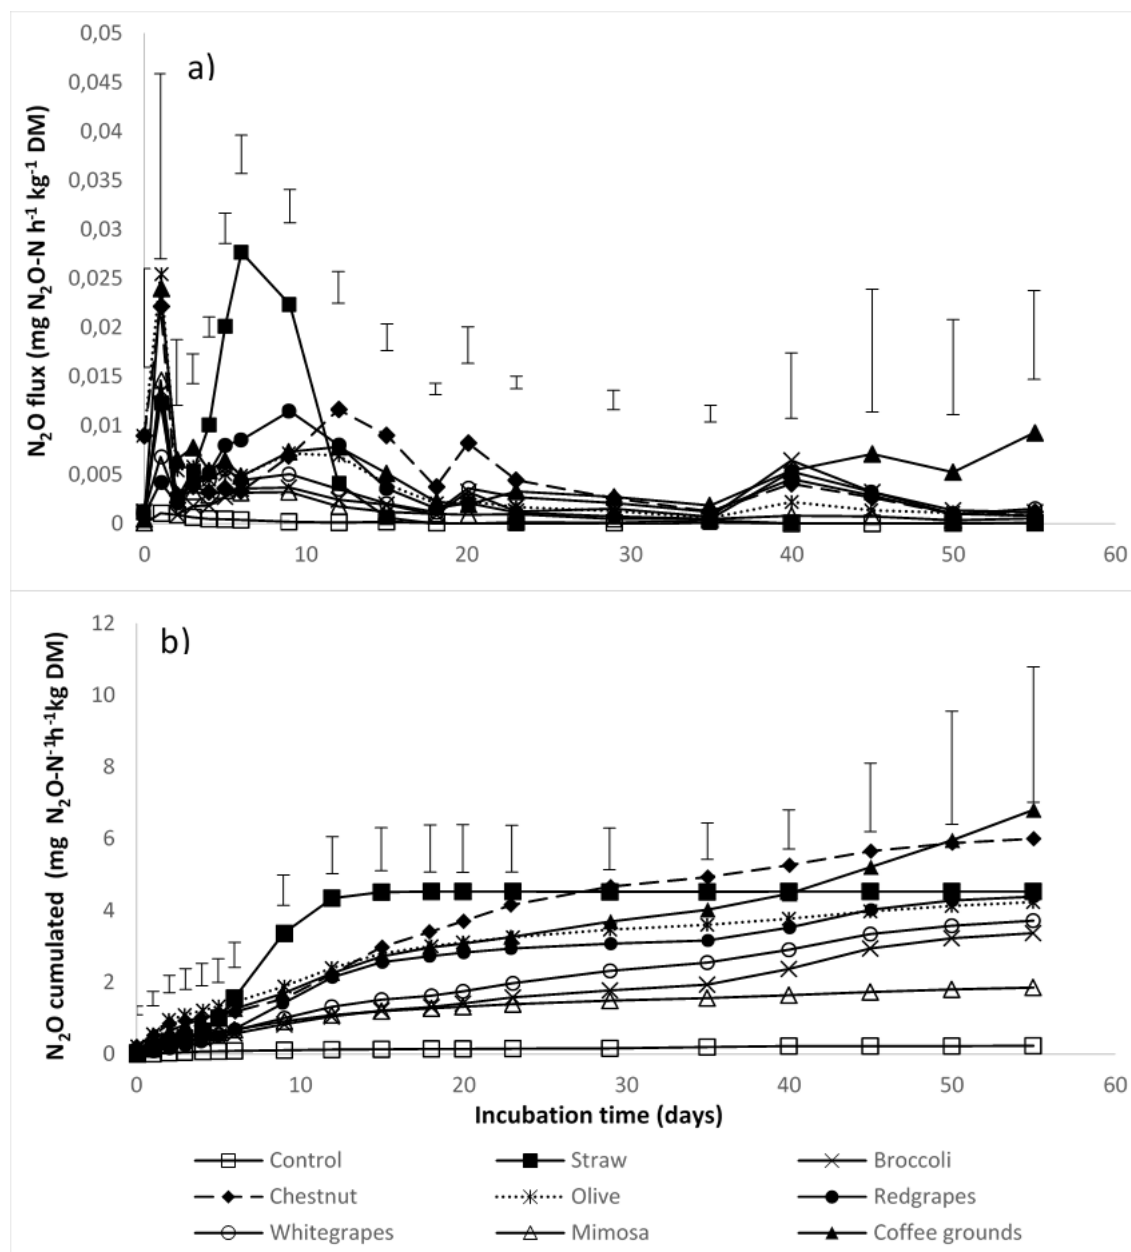 a)
N₂O flux (mg N₂O-N h⁻¹ kg⁻¹ DM)
0,05
0,045
0,04
0,035
0,03
0,025
0,02
0,015
0,01
0,005
0
0 10 20 30 40 50 60
b)
N₂O cumulated (mg N₂O-N⁻¹h⁻¹kg DM)
12
10
8
6
4
2
0
0 10 20 30 40 50 60
Incubation time (days)
Control Straw Broccoli
Chestnut Olive Redgrapes
Whitegrapes Mimosa Coffee grounds